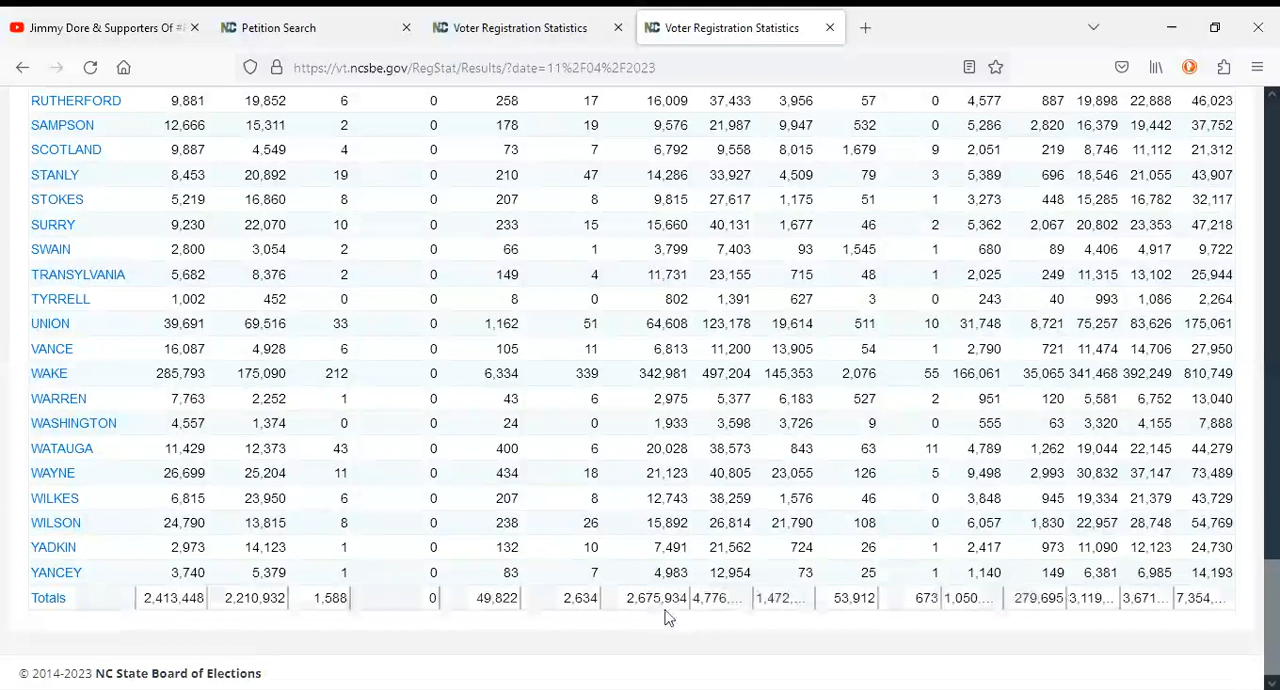 Jimmy Dore & Supporters Of #
Petition Search
Voter Registration Statistics
Voter Registration Statistics
https://vt.ncsbe.gov/RegStat/Results/?date=11%2F04%2F2023
RUTHERFORD 9,881 19,852 6 0 258 17 16,009 37,433 3,956 57 0 4,577 887 19,898 22,888 46,023
SAMPSON 12,666 15,311 2 0 178 19 9,576 21,987 9,947 532 0 5,286 2,820 16,379 19,442 37,752
SCOTLAND 9,887 4,549 4 0 73 7 6,792 9,558 8,015 1,679 9 2,051 219 8,746 11,112 21,312
STANLY 8,453 20,892 19 0 210 47 14,286 33,927 4,509 79 3 5,389 696 18,546 21,055 43,907
STOKES 5,219 16,860 8 0 207 8 9,815 27,617 1,175 51 1 3,273 448 15,285 16,782 32,117
SURRY 9,230 22,070 10 0 233 15 15,660 40,131 1,677 46 2 5,362 2,067 20,802 23,353 47,218
SWAIN 2,800 3,054 2 0 66 1 3,799 7,403 93 1,545 1 680 89 4,406 4,917 9,722
TRANSYLVANIA 5,682 8,376 2 0 149 4 11,731 23,155 715 48 1 2,025 249 11,315 13,102 25,944
TYRRELL 1,002 452 0 0 8 0 802 1,391 627 3 0 243 40 993 1,086 2,264
UNION 39,691 69,516 33 0 1,162 51 64,608 123,178 19,614 511 10 31,748 8,721 75,257 83,626 175,061
VANCE 16,087 4,928 6 0 105 11 6,813 11,200 13,905 54 1 2,790 721 11,474 14,706 27,950
WAKE 285,793 175,090 212 0 6,334 339 342,981 497,204 145,353 2,076 55 166,061 35,065 341,468 392,249 810,749
WARREN 7,763 2,252 1 0 43 6 2,975 5,377 6,183 527 2 951 120 5,581 6,752 13,040
WASHINGTON 4,557 1,374 0 0 24 0 1,933 3,598 3,726 9 0 555 63 3,320 4,155 7,888
WATAUGA 11,429 12,373 43 0 400 6 20,028 38,573 843 63 11 4,789 1,262 19,044 22,145 44,279
WAYNE 26,699 25,204 11 0 434 18 21,123 40,805 23,055 126 5 9,498 2,993 30,832 37,147 73,489
WILKES 6,815 23,950 6 0 207 8 12,743 38,259 1,576 46 0 3,848 945 19,334 21,379 43,729
WILSON 24,790 13,815 8 0 238 26 15,892 26,814 21,790 108 0 6,057 1,830 22,957 28,748 54,769
YADKIN 2,973 14,123 1 0 132 10 7,491 21,562 724 26 1 2,417 973 11,090 12,123 24,730
YANCEY 3,740 5,379 1 0 83 7 4,983 12,954 73 25 1 1,140 149 6,381 6,985 14,193
Totals 2,413,448 2,210,932 1,588 0 49,822 2,634 2,675,934 4,776,... 1,472,... 53,912 673 1,050,... 279,695 3,119,... 3,671,... 7,354,...
© 2014-2023 NC State Board of Elections